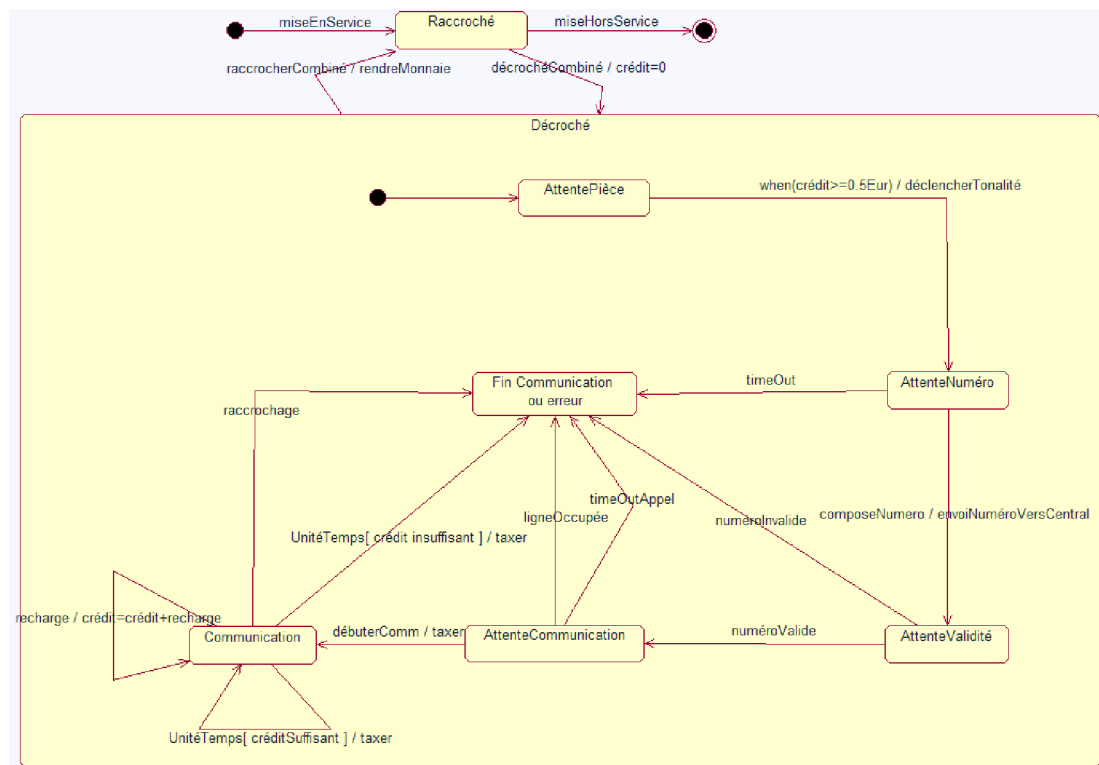 miseEnService
Raccroché
miseHorsService
raccrocherCombiné / rendreMonnaie
décrochéCombiné / crédit=0
Décroché
AttentePièce
when(crédit>=0.5Eur) / déclencherTonalité
Fin Communication
ou erreur
timeOut
AttenteNuméro
raccrochage
timeOutAppel
ligneOccupée
numéroInvalide
composeNumero / envoiNuméroVersCentral
UnitéTemps[ crédit insuffisant ] / taxer
recharge / crédit=crédit+recharge
Communication
débuterComm / taxer
AttenteCommunication
numéroValide
AttenteValidité
UnitéTemps[ créditSuffisant ] / taxer